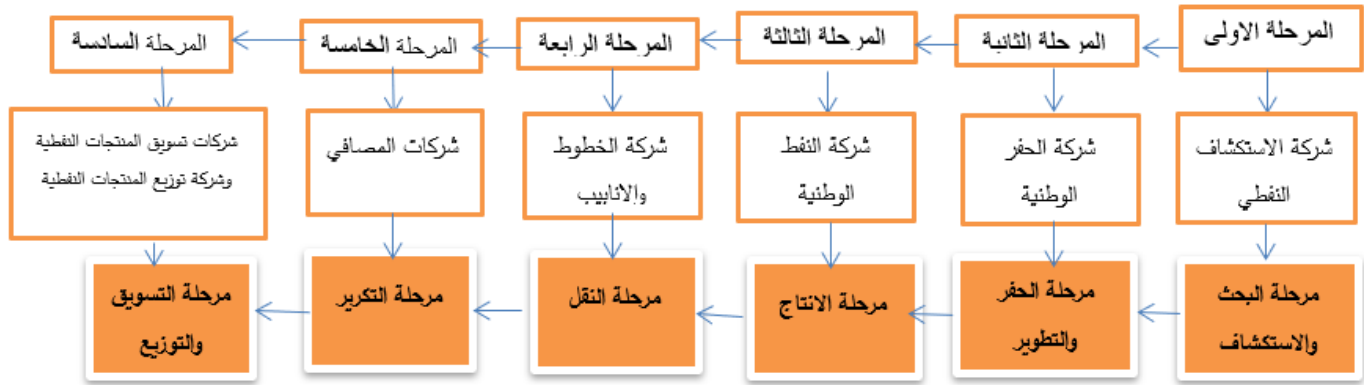 المرحلة الاولى
المرحلة الثانية
المرحلة الثالثة
المرحلة الرابعة
المرحلة الخامسة
المرحلة السادسة
شركة الاستكشاف
النفطي
شركة الحفر
الوطنية
شركة النفط
الوطنية
شركة الخطوط
والانابيب
شركات المصافي
شركات تسويق المنتجات النفطية
وشركة توزيع المنتجات النفطية
مرحلة البحث
والاستكشاف
مرحلة الحفر
والتطوير
مرحلة الانتاج
مرحلة النقل
مرحلة التكرير
مرحلة التسويق
والتوزيع